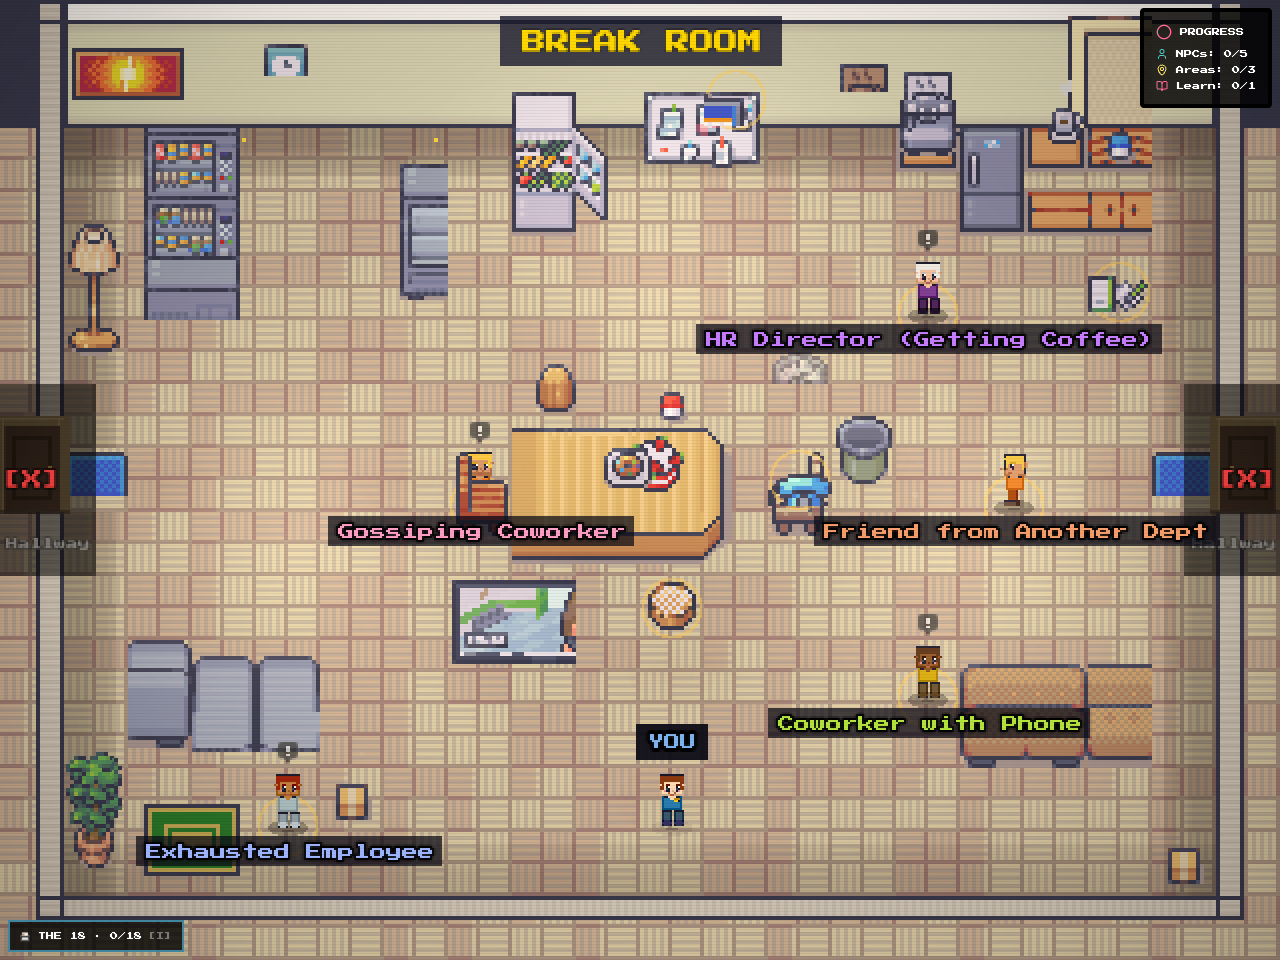 BREAK ROOM
PROGRESS
NPCs: 0/5
Areas: 0/3
Learn: 0/1
!
HR Director (Getting Coffee)
!
[X]
[X]
Gossiping Coworker
Friend from Another Dept
Hallway
Hallway
!
Coworker with Phone
YOU
!
Exhausted Employee
THE 18 · 0/18 [I]